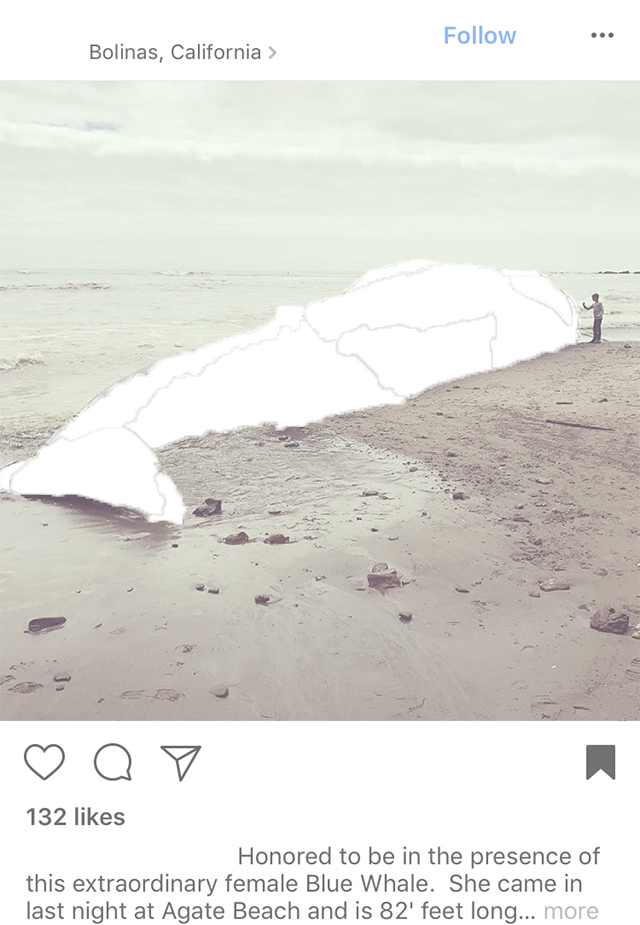 Bolinas, California >
Follow
132 likes
Honored to be in the presence of
this extraordinary female Blue Whale. She came in
last night at Agate Beach and is 82' feet long... more